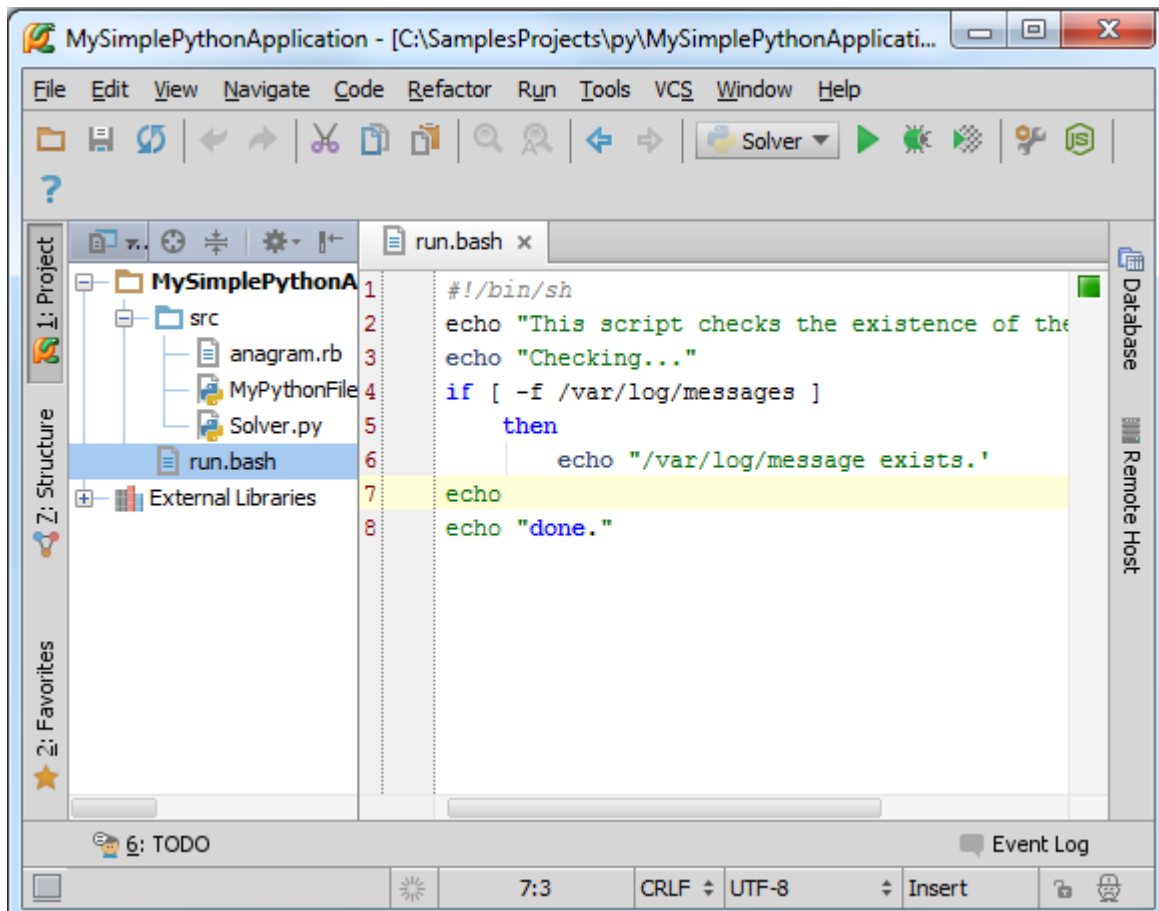 MySimplePythonApplication - [C:\SamplesProjects\py\MySimplePythonApplicati...
File Edit View Navigate Code Refactor Run Tools VCS Window Help
Solver
1: Project
7: Structure
2: Favorites
MySimplePythonA
src
anagram.rb
MyPythonFile
Solver.py
run.bash
External Libraries
run.bash
1 #!/bin/sh
2 echo "This script checks the existence of the
3 echo "Checking..."
4 if [ -f /var/log/messages ]
5 then
6 echo "/var/log/message exists.'
7 echo
8 echo "done."
Database
Remote Host
6: TODO
Event Log
7:3 CRLF UTF-8 Insert